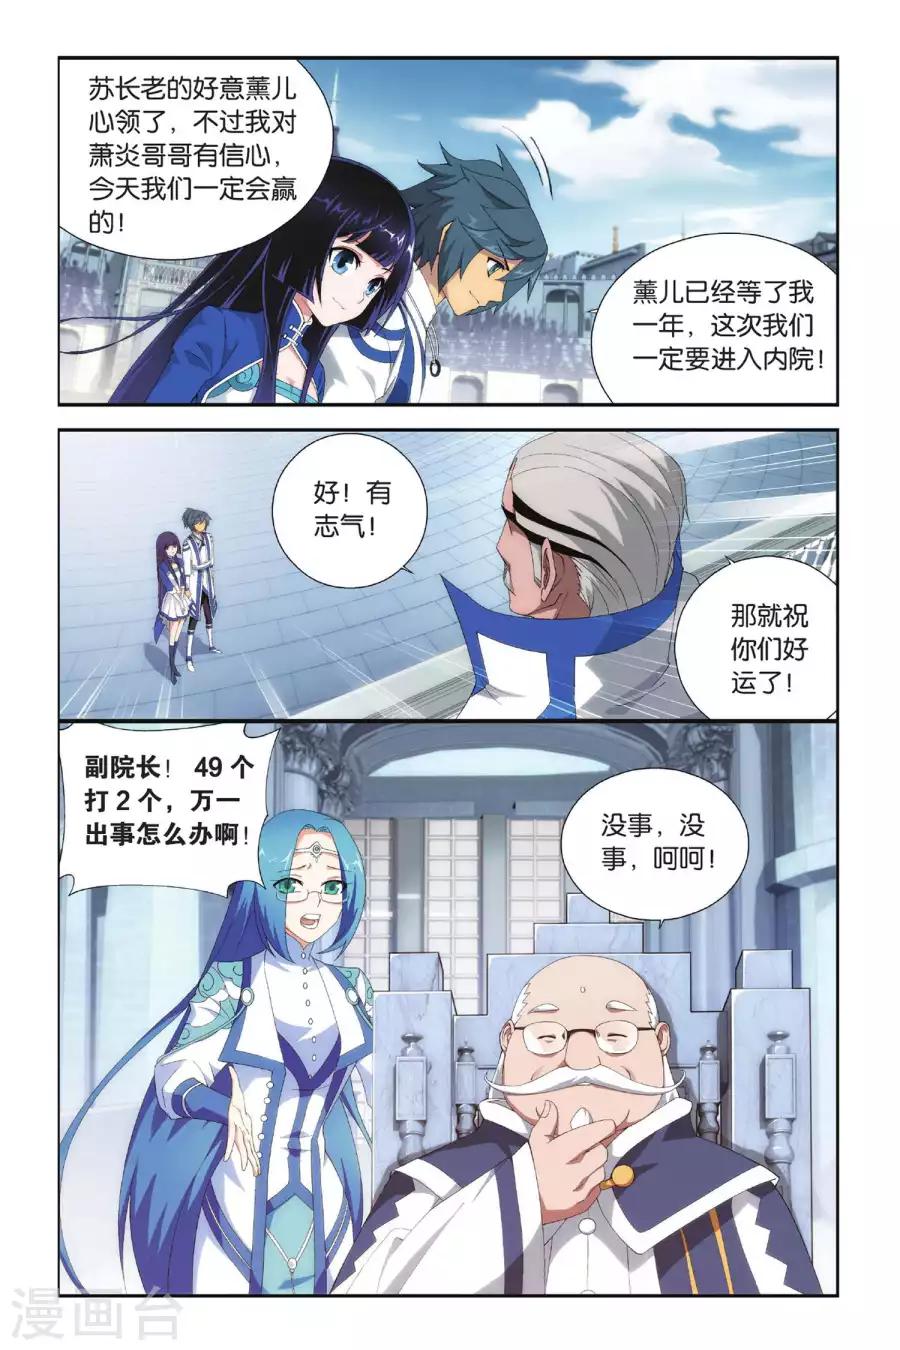 苏长老的好意薰儿
心领了，不过我对
萧炎哥哥有信心，
今天我们一定会赢
的！
薰儿已经等了我
一年，这次我们
一定要进入内院！
好！有
志气！
那就祝
你们好
运了！
副院长！49个
打2个，万一
出事怎么办啊！
没事，没
事，呵呵！
漫画台